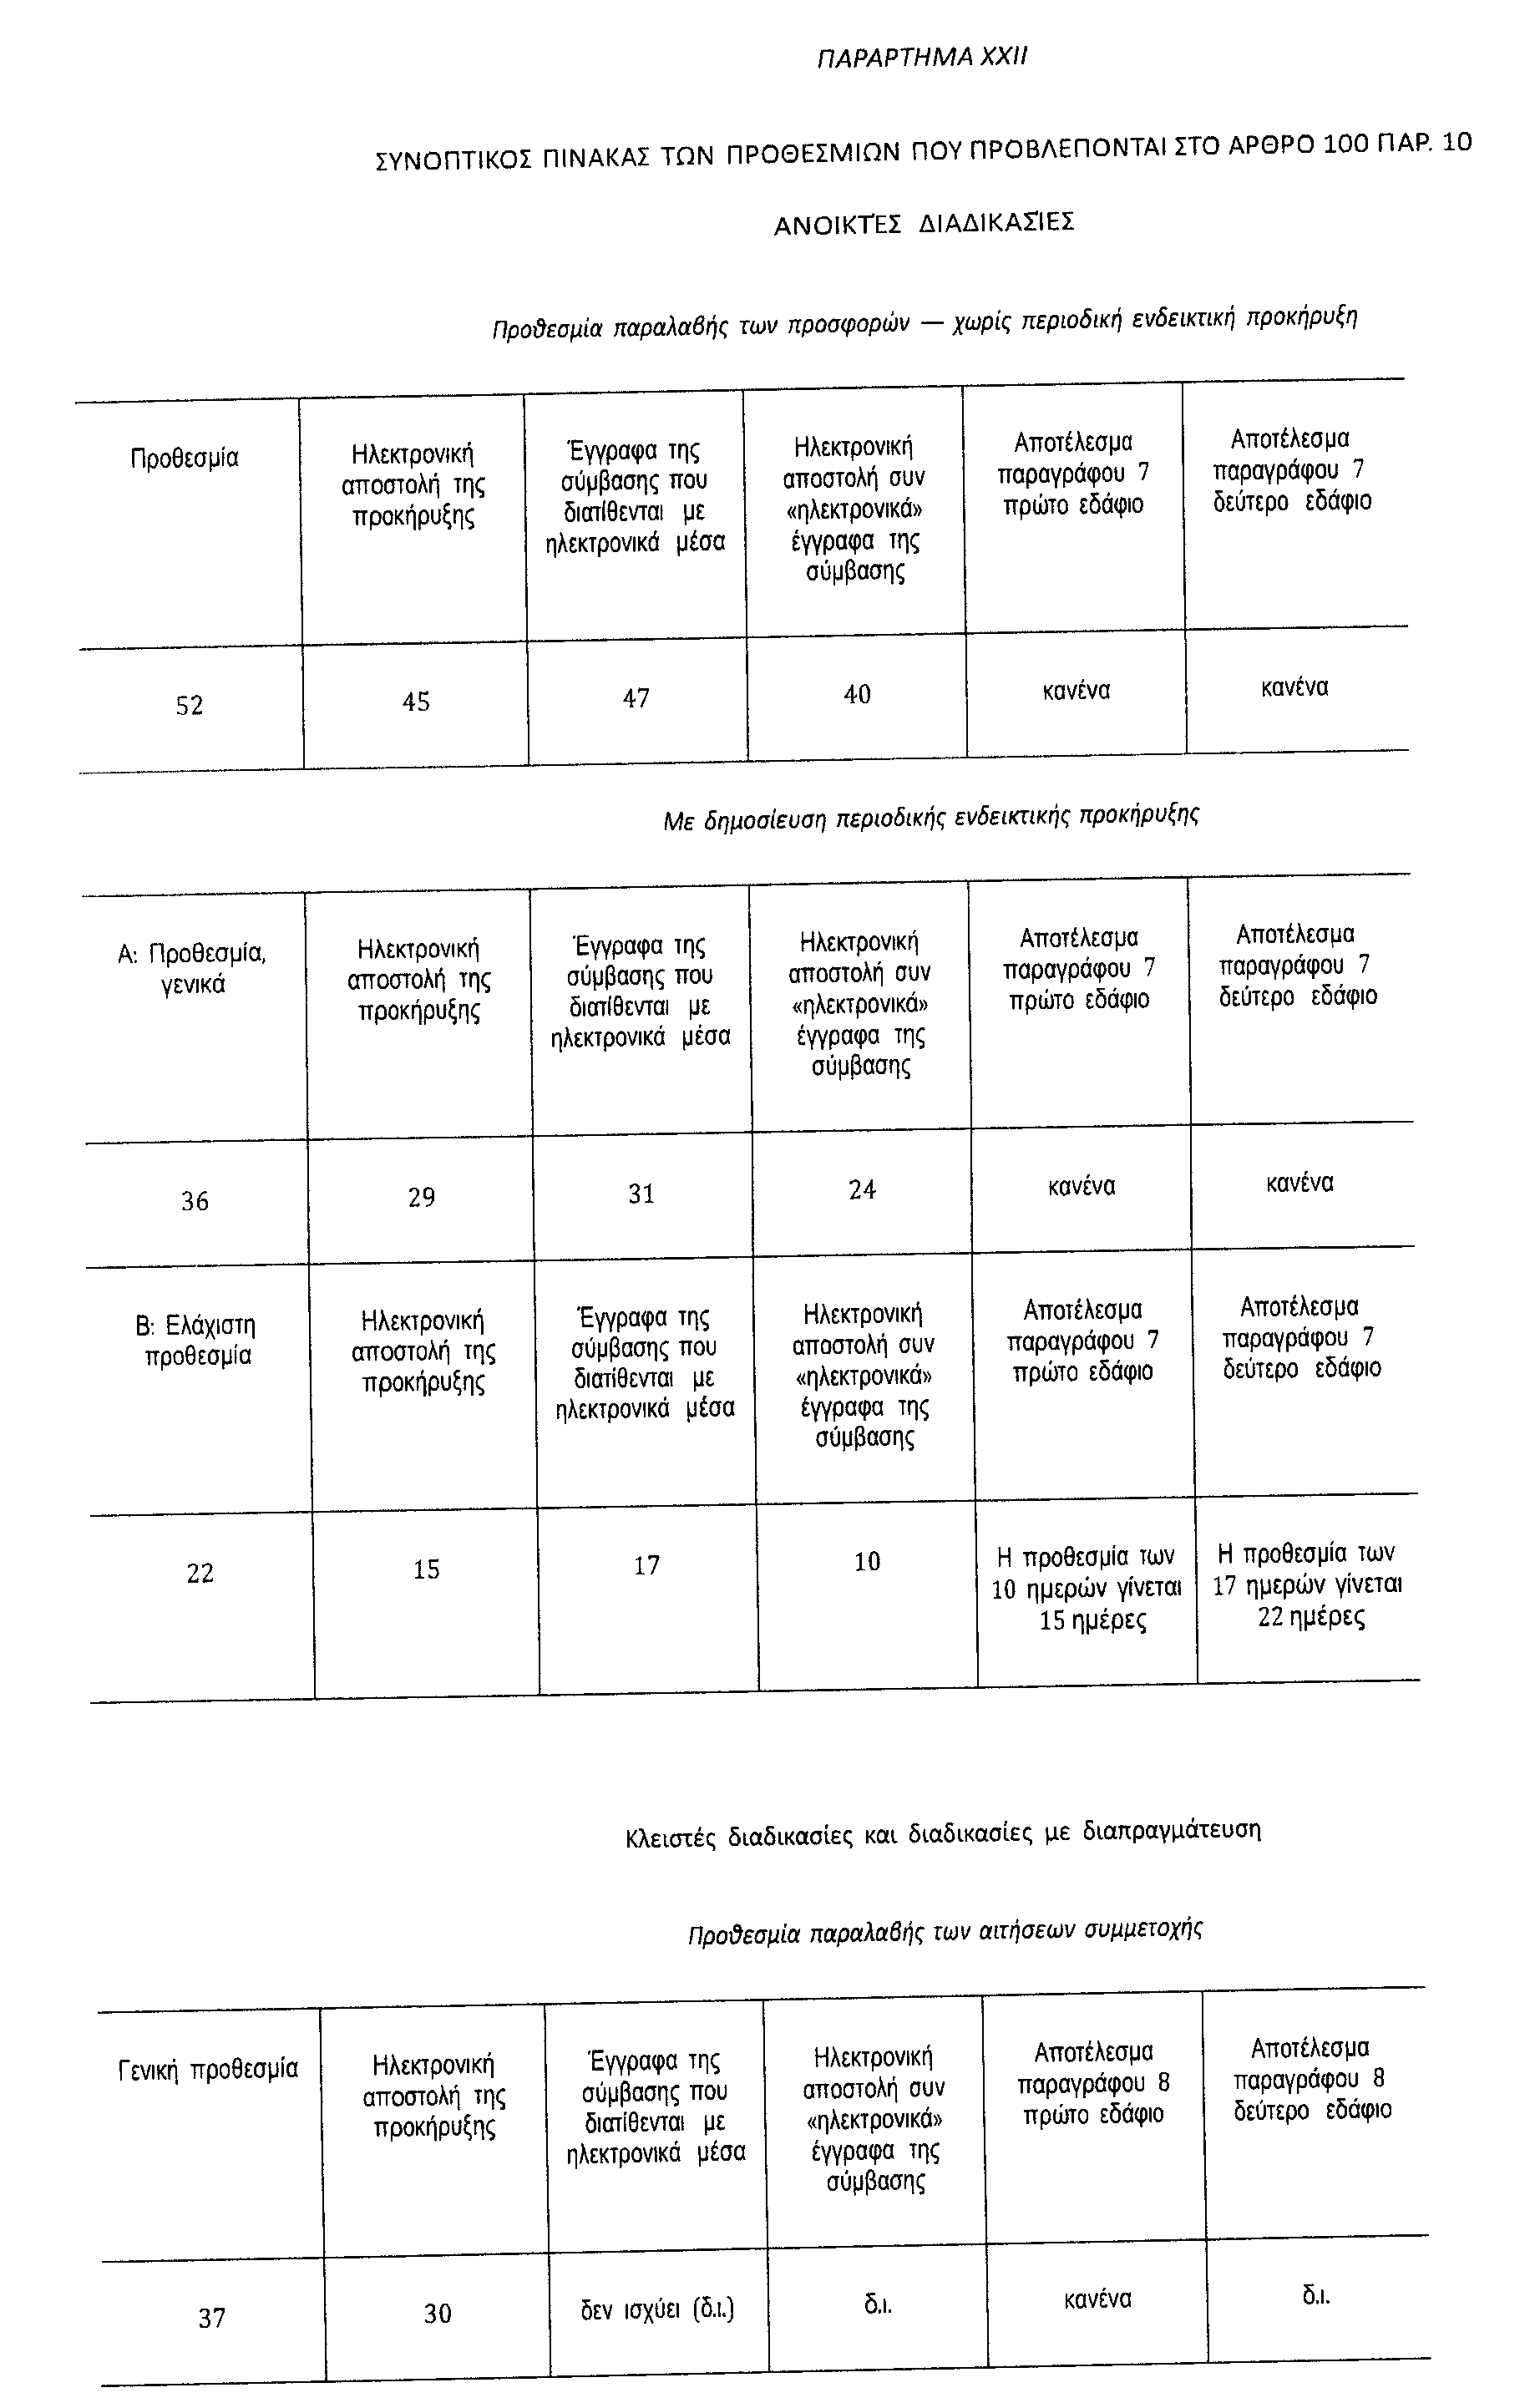 ΠΑΡΑΡΤΗΜΑ XXII
ΣΥΝΟΠΤΙΚΟΣ ΠΙΝΑΚΑΣ ΤΩΝ ΠΡΟΘΕΣΜΙΩΝ ΠΟΥ ΠΡΟΒΛΕΠΟΝΤΑΙ ΣΤΟ ΑΡΘΡΟ 100 ΠΑΡ. 10
ΑΝΟΙΚΤΈΣ ΔΙΑΔΙΚΑΣΊΕΣ
Προθεσμία παραλαβής των προσφορών — χωρίς περιοδική ενδεικτική προκήρυξη
Προθεσμία
Ηλεκτρονική
αποστολή της
προκήρυξης
Έγγραφα της
σύμβασης που
διατίθενται με
ηλεκτρονικά μέσα
Ηλεκτρονική
αποστολή συν
«ηλεκτρονικά»
έγγραφα της
σύμβασης
Αποτέλεσμα
παραγράφου 7
πρώτο εδάφιο
Αποτέλεσμα
παραγράφου 7
δεύτερο εδάφιο
52
45
47
40
κανένα
κανένα
Με δημοσίευση περιοδικής ενδεικτικής προκήρυξης
Α: Προθεσμία,
γενικά
Ηλεκτρονική
αποστολή της
προκήρυξης
Έγγραφα της
σύμβασης που
διατίθενται με
ηλεκτρονικά μέσα
Ηλεκτρονική
αποστολή συν
«ηλεκτρονικά»
έγγραφα της
σύμβασης
Αποτέλεσμα
παραγράφου 7
πρώτο εδάφιο
Αποτέλεσμα
παραγράφου 7
δεύτερο εδάφιο
36
29
31
24
κανένα
κανένα
Β: Ελάχιστη
προθεσμία
Ηλεκτρονική
αποστολή της
προκήρυξης
Έγγραφα της
σύμβασης που
διατίθενται με
ηλεκτρονικά μέσα
Ηλεκτρονική
αποστολή συν
«ηλεκτρονικά»
έγγραφα της
σύμβασης
Αποτέλεσμα
παραγράφου 7
πρώτο εδάφιο
Αποτέλεσμα
παραγράφου 7
δεύτερο εδάφιο
22
15
17
10
Η προθεσμία των
10 ημερών γίνεται
15 ημέρες
Η προθεσμία των
17 ημερών γίνεται
22 ημέρες
Κλειστές διαδικασίες και διαδικασίες με διαπραγμάτευση
Προθεσμία παραλαβής των αιτήσεων συμμετοχής
Γενική προθεσμία
Ηλεκτρονική
αποστολή της
προκήρυξης
Έγγραφα της
σύμβασης που
διατίθενται με
ηλεκτρονικά μέσα
Ηλεκτρονική
αποστολή συν
«ηλεκτρονικά»
έγγραφα της
σύμβασης
Αποτέλεσμα
παραγράφου 8
πρώτο εδάφιο
Αποτέλεσμα
παραγράφου 8
δεύτερο εδάφιο
37
30
δεν ισχύει (δ.ι.)
δ.ι.
κανένα
δ.ι.